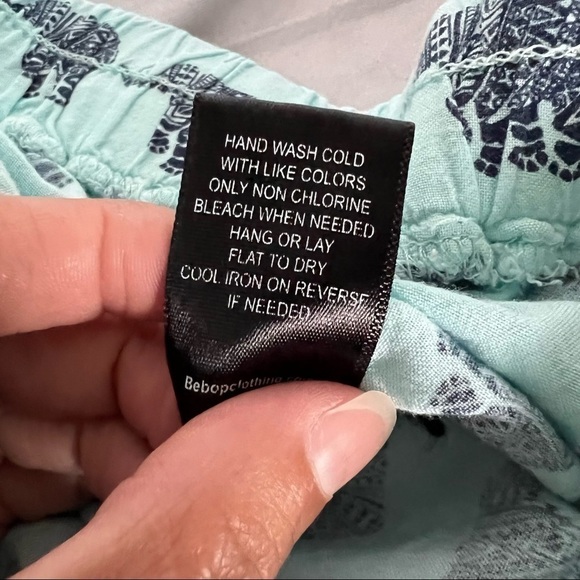 HAND WASH COLD
WITH LIKE COLORS
ONLY NON CHLORINE
BLEACH WHEN NEEDED
HANG OR LAY
FLAT TO DRY
COOL IRON ON REVERSE
IF NEEDED
Bebopclothing